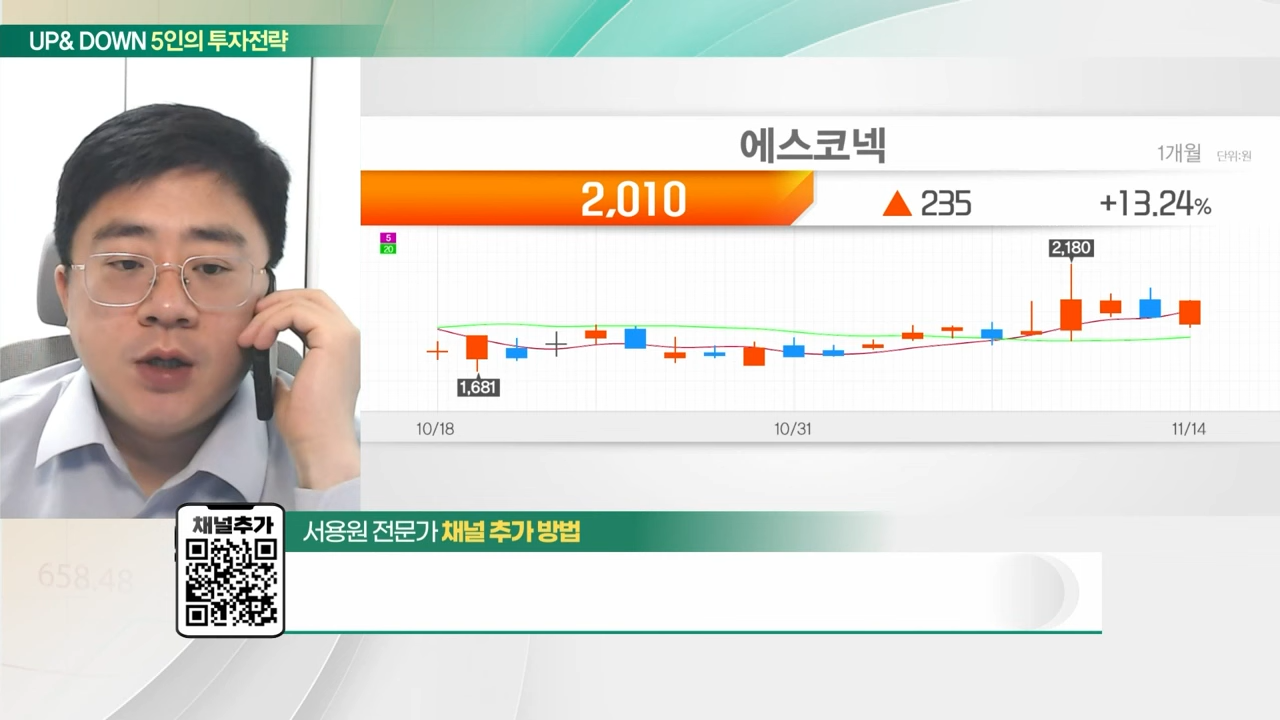 UP& DOWN 5인의 투자전략
에스코넥
1개월 단위:원
2,010 ▲ 235 +13.24%
5
20
2,180
1,681
10/18 10/31 11/14
채널추가
서용원 전문가 채널 추가 방법
658.48